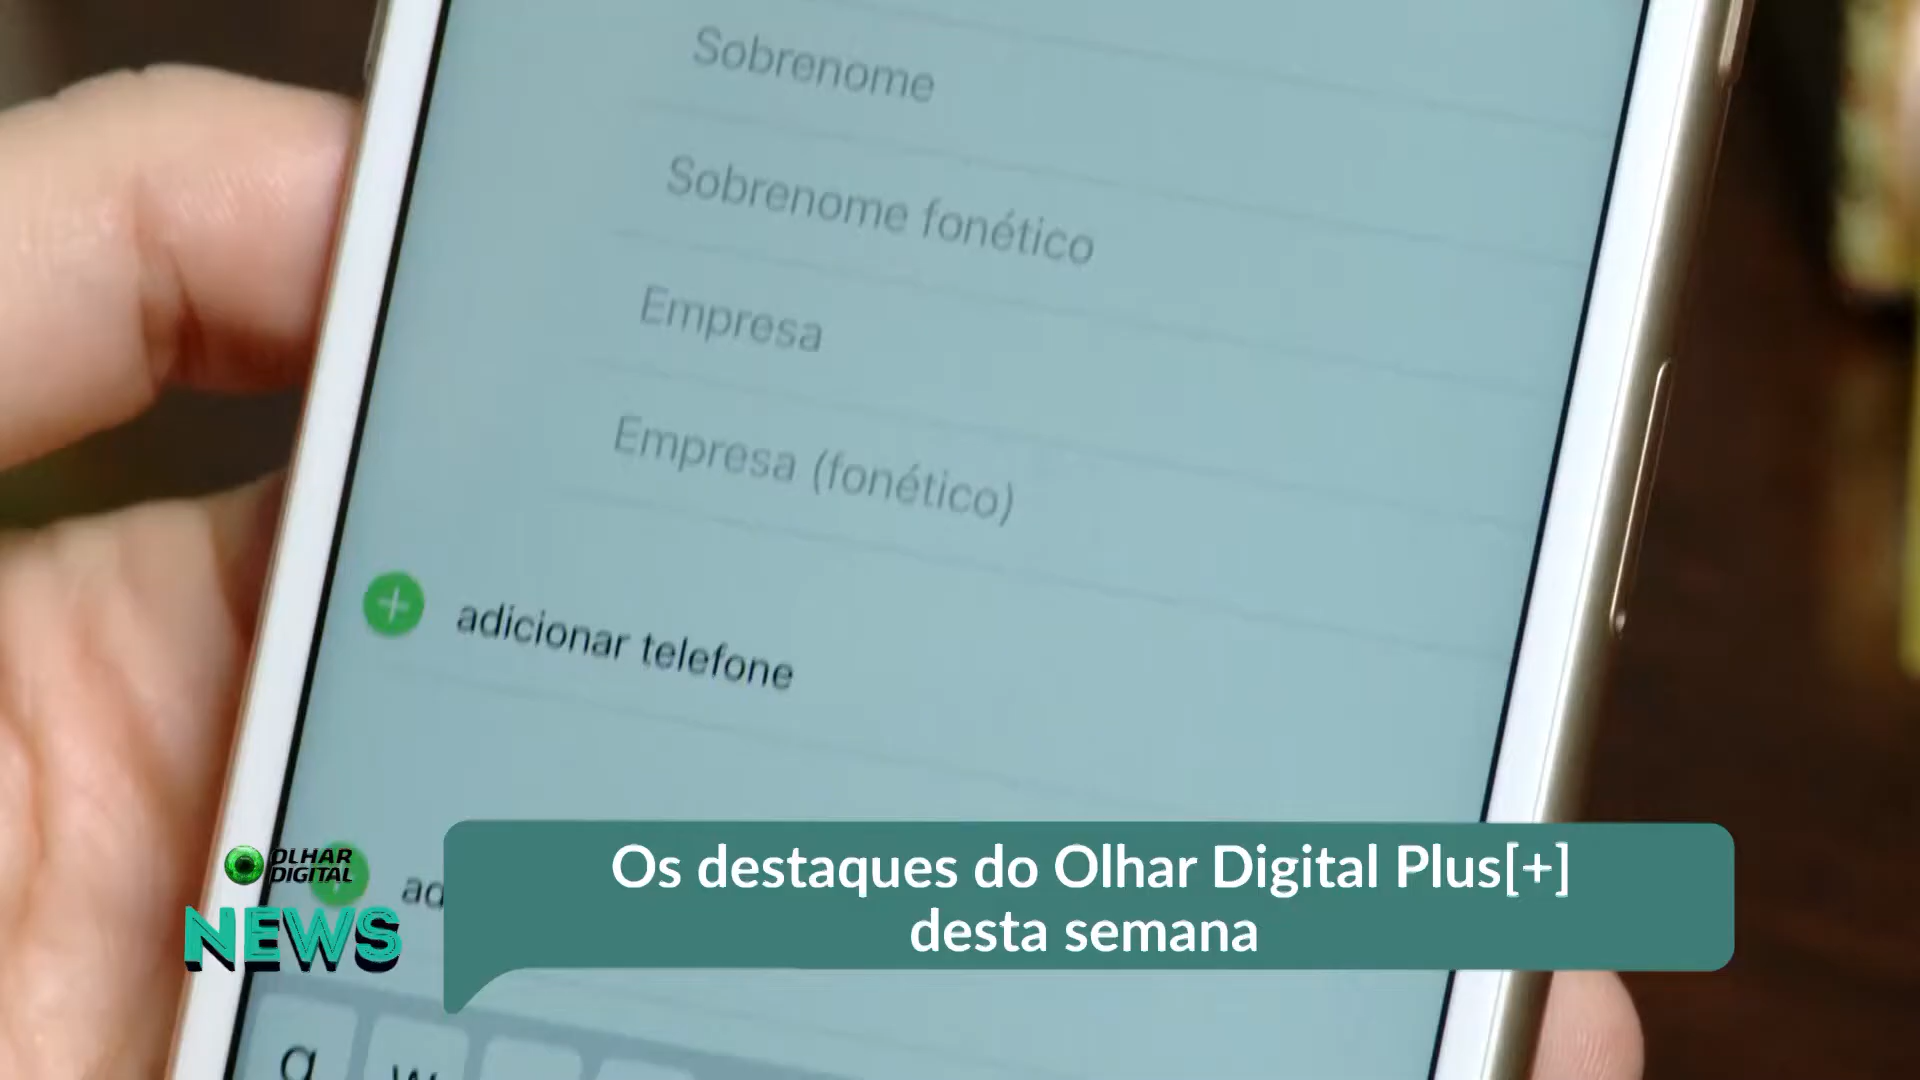 Sobrenome
Sobrenome fonético
Empresa
Empresa (fonético)
adicionar telefone
OLHAR
DIGITAL
NEWS
ad
Os destaques do Olhar Digital Plus[+]
desta semana
q w